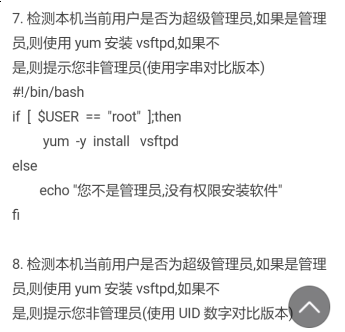 7. 检测本机当前用户是否为超级管理员,如果是管理
员,则使用 yum 安装 vsftpd,如果不
是,则提示您非管理员(使用字串对比版本)
#!/bin/bash
if [ $USER == "root" ];then
yum -y install vsftpd
else
echo "您不是管理员,没有权限安装软件"
fi
8. 检测本机当前用户是否为超级管理员,如果是管理
员,则使用 yum 安装 vsftpd,如果不
是,则提示您非管理员(使用 UID 数字对比版本)